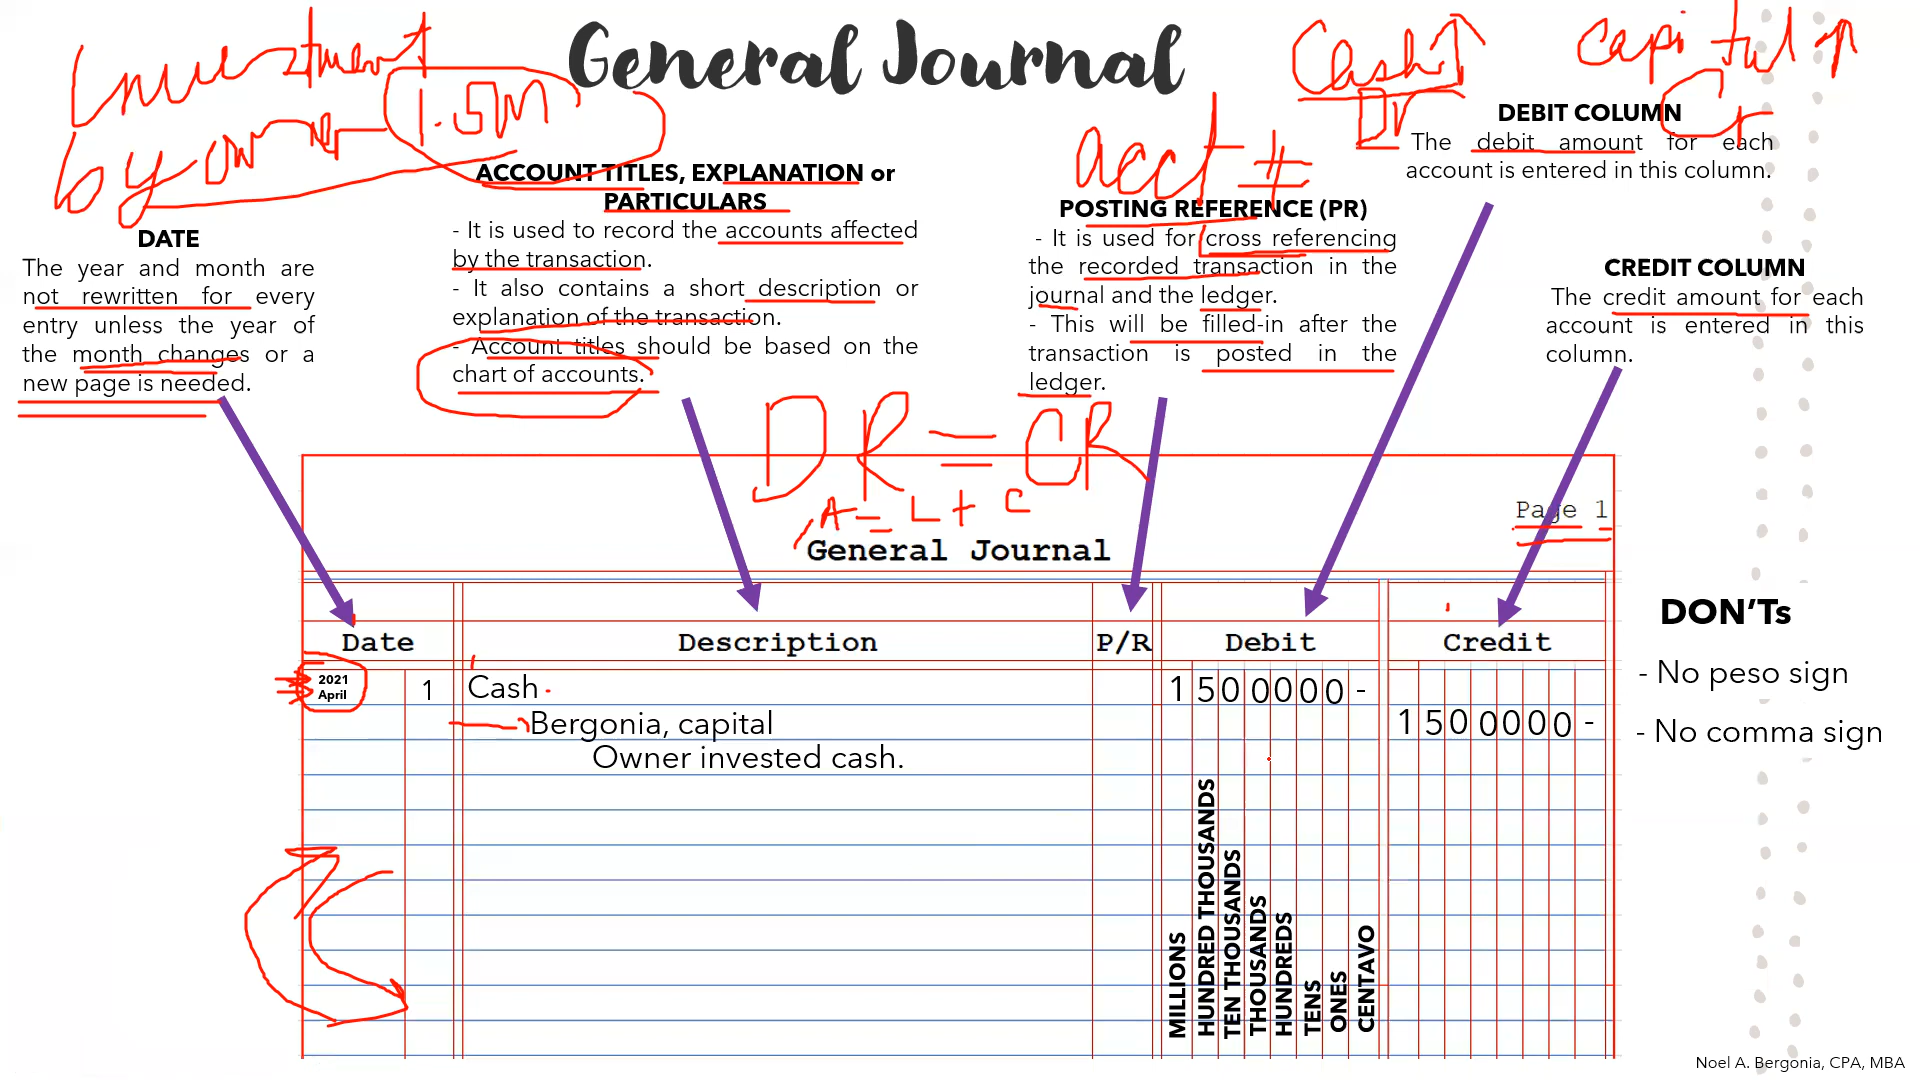 General Journal
Investment
by owner 1.5M
Cash ↑
Dr
capital ↑
Cr
acct #
DATE
The year and month are
not rewritten for every
entry unless the year of
the month changes or a
new page is needed.
ACCOUNT TITLES, EXPLANATION or
PARTICULARS
- It is used to record the accounts affected
by the transaction.
- It also contains a short description or
explanation of the transaction.
- Account titles should be based on the
chart of accounts.
POSTING REFERENCE (PR)
- It is used for cross referencing
the recorded transaction in the
journal and the ledger.
- This will be filled-in after the
transaction is posted in the
ledger.
DEBIT COLUMN
The debit amount for each
account is entered in this column.
CREDIT COLUMN
The credit amount for each
account is entered in this
column.
DR = CR
A = L + C
Page 1
General Journal
Date Description P/R Debit Credit
2021
April 1 Cash 1500000-
Bergonia, capital 1500000-
Owner invested cash.
MILLIONS
HUNDRED THOUSANDS
TEN THOUSANDS
THOUSANDS
HUNDREDS
TENS
ONES
CENTAVO
DON'Ts
- No peso sign
- No comma sign
Noel A. Bergonia, CPA, MBA